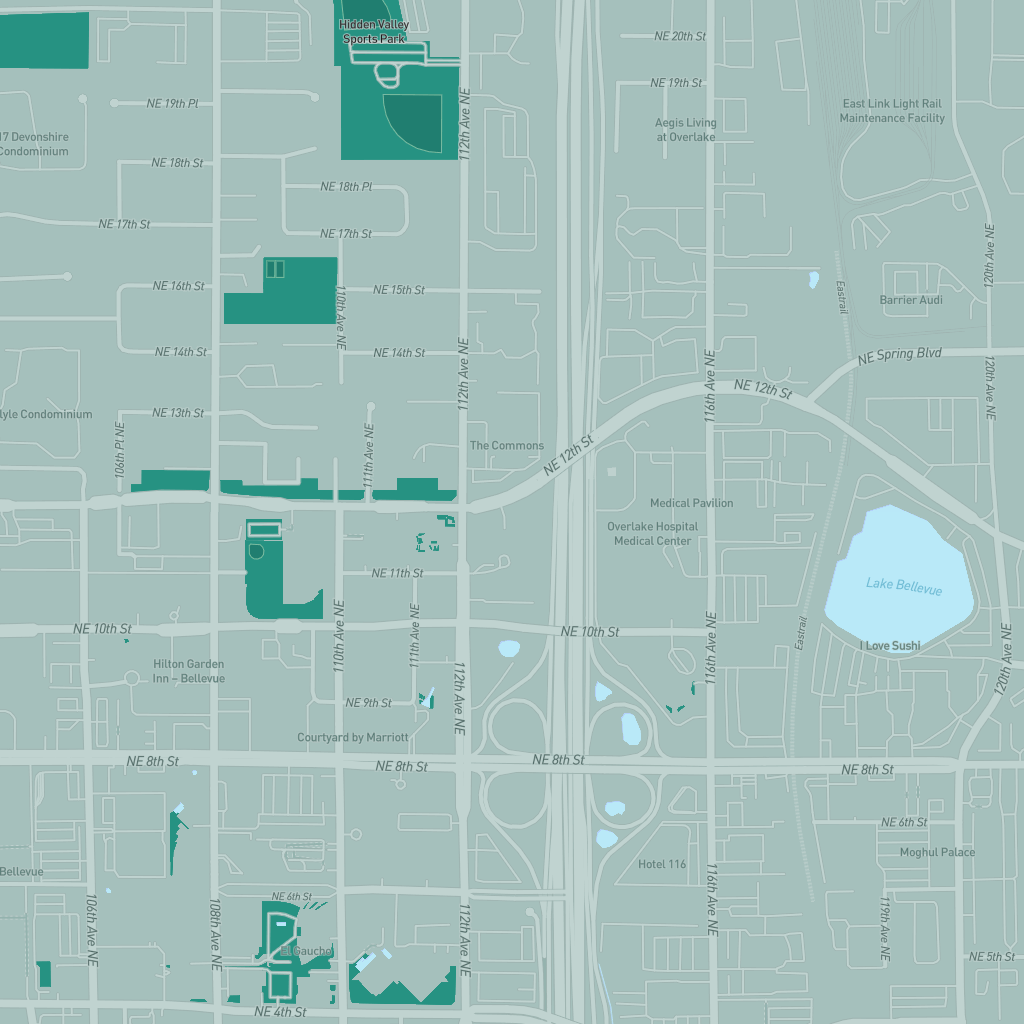 Hidden Valley
Sports Park
NE 20th St
NE 19th St
NE 19th Pl
112th Ave NE
East Link Light Rail
Maintenance Facility
Aegis Living
at Overlake
17 Devonshire
Condominium
NE 18th St
NE 18th Pl
NE 17th St
NE 17th St
120th Ave NE
NE 16th St
NE 15th St
110th Ave NE
Eastrail
Barrier Audi
NE 14th St
NE 14th St
112th Ave NE
116th Ave NE
NE Spring Blvd
120th Ave NE
NE 12th St
NE 13th St
lyle Condominium
106th Pl NE
111th Ave NE
The Commons
NE 12th St
Medical Pavilion
Overlake Hospital
Medical Center
NE 11th St
Lake Bellevue
110th Ave NE
111th Ave NE
NE 10th St
NE 10th St
116th Ave NE
Eastrail
I Love Sushi
120th Ave NE
Hilton Garden
Inn – Bellevue
112th Ave NE
NE 9th St
Courtyard by Marriott
NE 8th St
NE 8th St
NE 8th St
NE 8th St
NE 6th St
Moghul Palace
Hotel 116
Bellevue
106th Ave NE
108th Ave NE
NE 6th St
112th Ave NE
116th Ave NE
119th Ave NE
El Gaucho
NE 5th St
NE 4th St